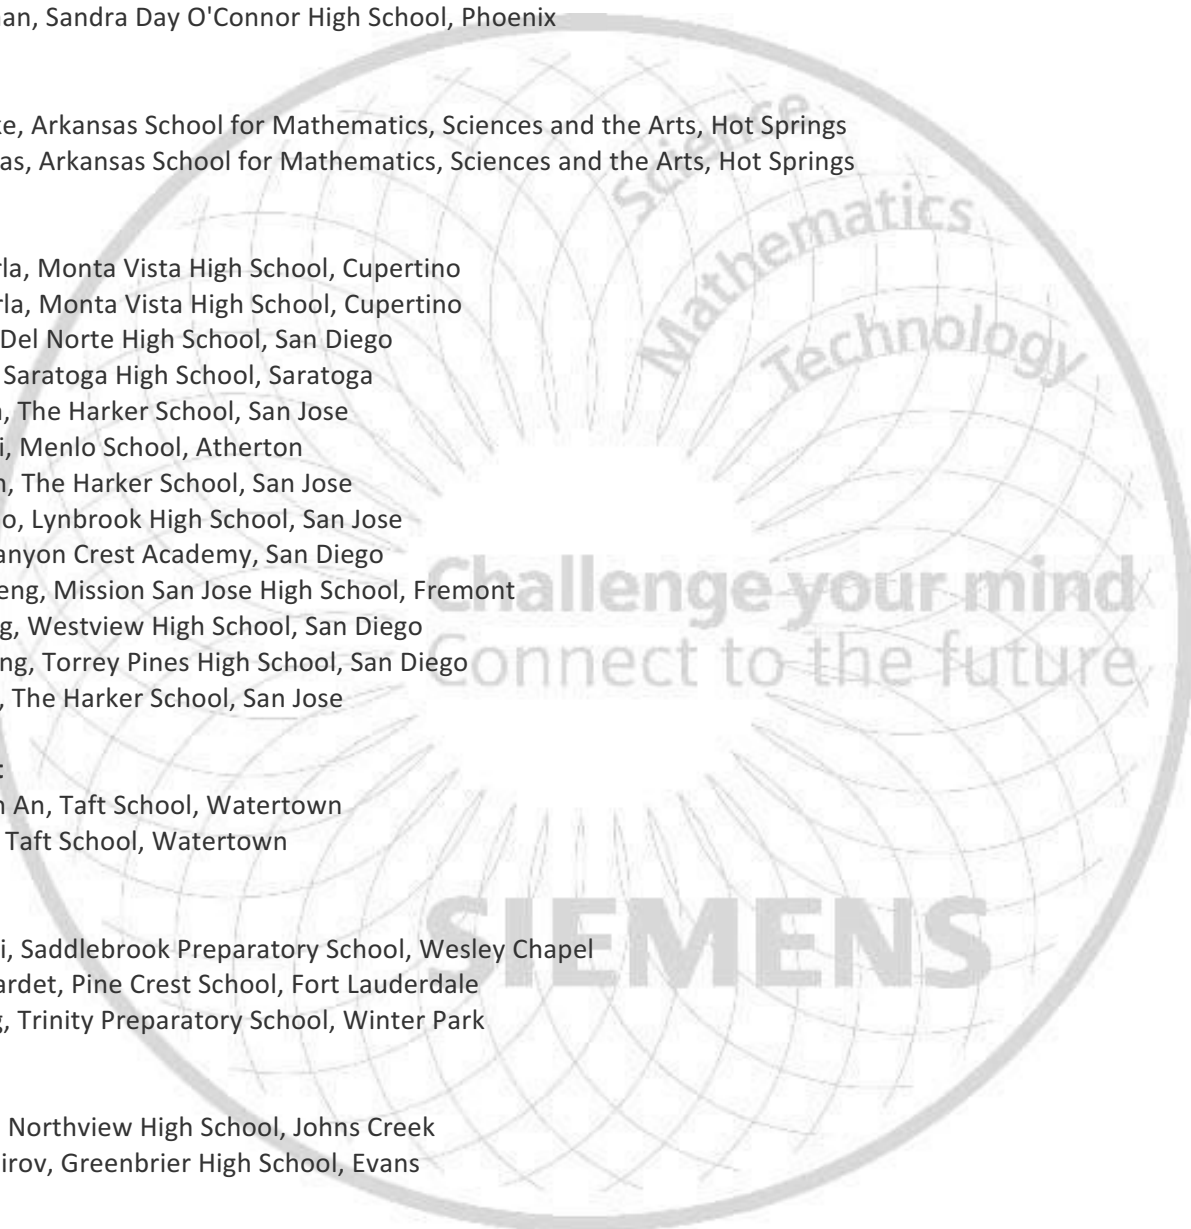 an, Sandra Day O'Connor High School, Phoenix
e, Arkansas School for Mathematics, Sciences and the Arts, Hot Springs
as, Arkansas School for Mathematics, Sciences and the Arts, Hot Springs
Science
Mathematics
Technology
rla, Monta Vista High School, Cupertino
rla, Monta Vista High School, Cupertino
Del Norte High School, San Diego
Saratoga High School, Saratoga
, The Harker School, San Jose
i, Menlo School, Atherton
n, The Harker School, San Jose
o, Lynbrook High School, San Jose
anyon Crest Academy, San Diego
eng, Mission San Jose High School, Fremont
g, Westview High School, San Diego
ng, Torrey Pines High School, San Diego
, The Harker School, San Jose
Challenge your mind
Connect to the future
n An, Taft School, Watertown
Taft School, Watertown
SIEMENS
i, Saddlebrook Preparatory School, Wesley Chapel
ardet, Pine Crest School, Fort Lauderdale
g, Trinity Preparatory School, Winter Park
Northview High School, Johns Creek
irov, Greenbrier High School, Evans